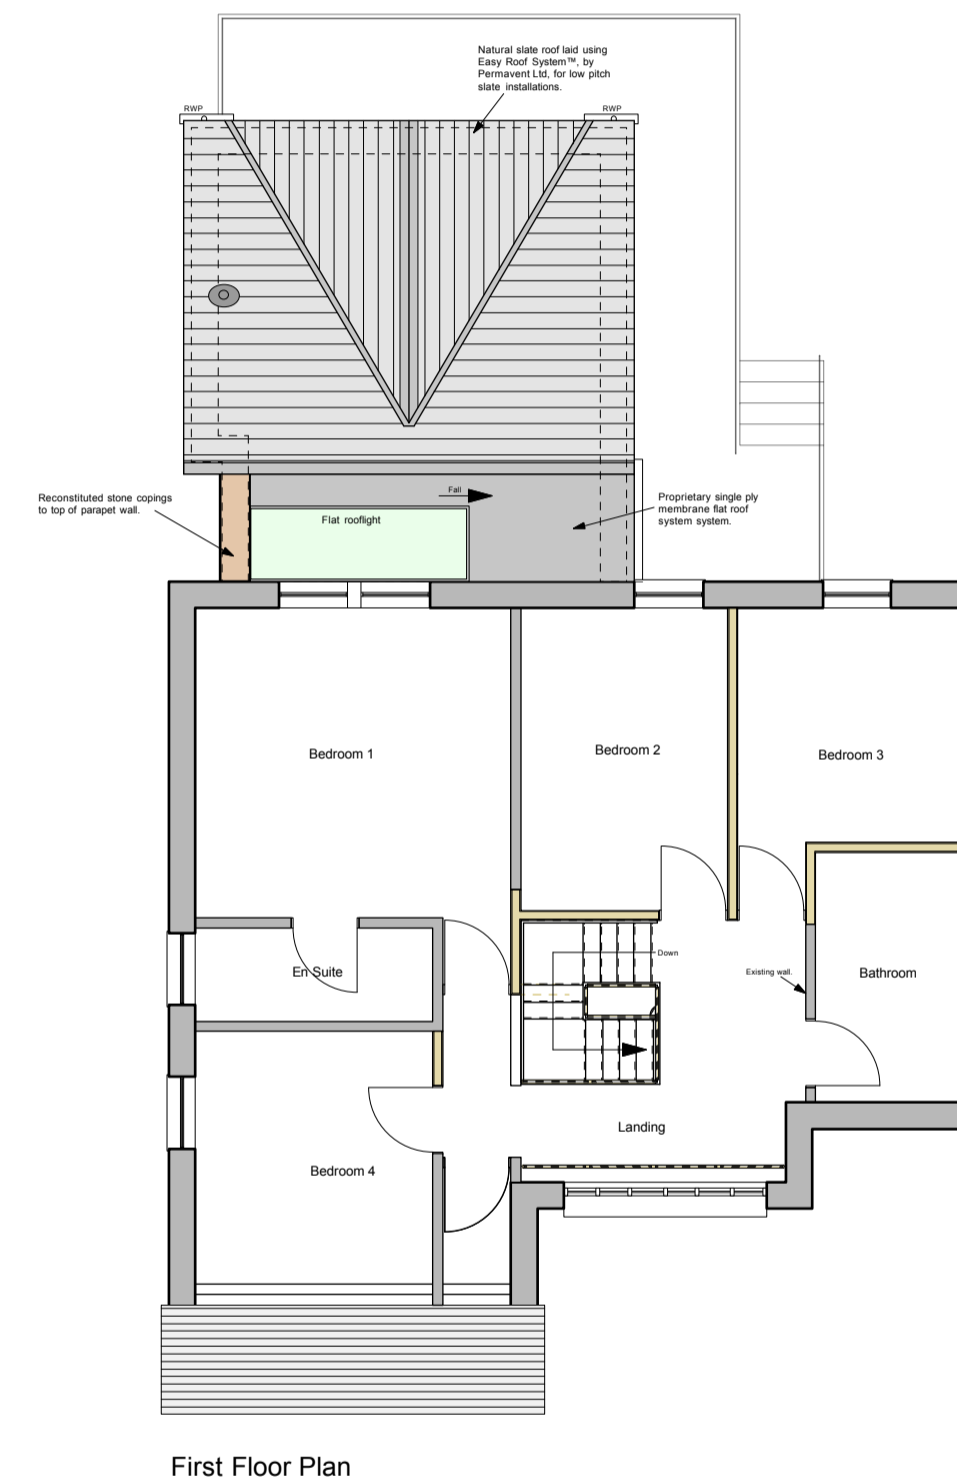 Natural slate roof laid using
Easy Roof System™, by
Permavent Ltd, for low pitch
slate installations.
RWP
RWP
Reconstituted stone copings
to top of parapet wall.
Fall
Flat rooflight
Proprietary single ply
membrane flat roof
system system.
Bedroom 1
Bedroom 2
Bedroom 3
En Suite
Down
Existing wall.
Bathroom
Landing
Bedroom 4
First Floor Plan